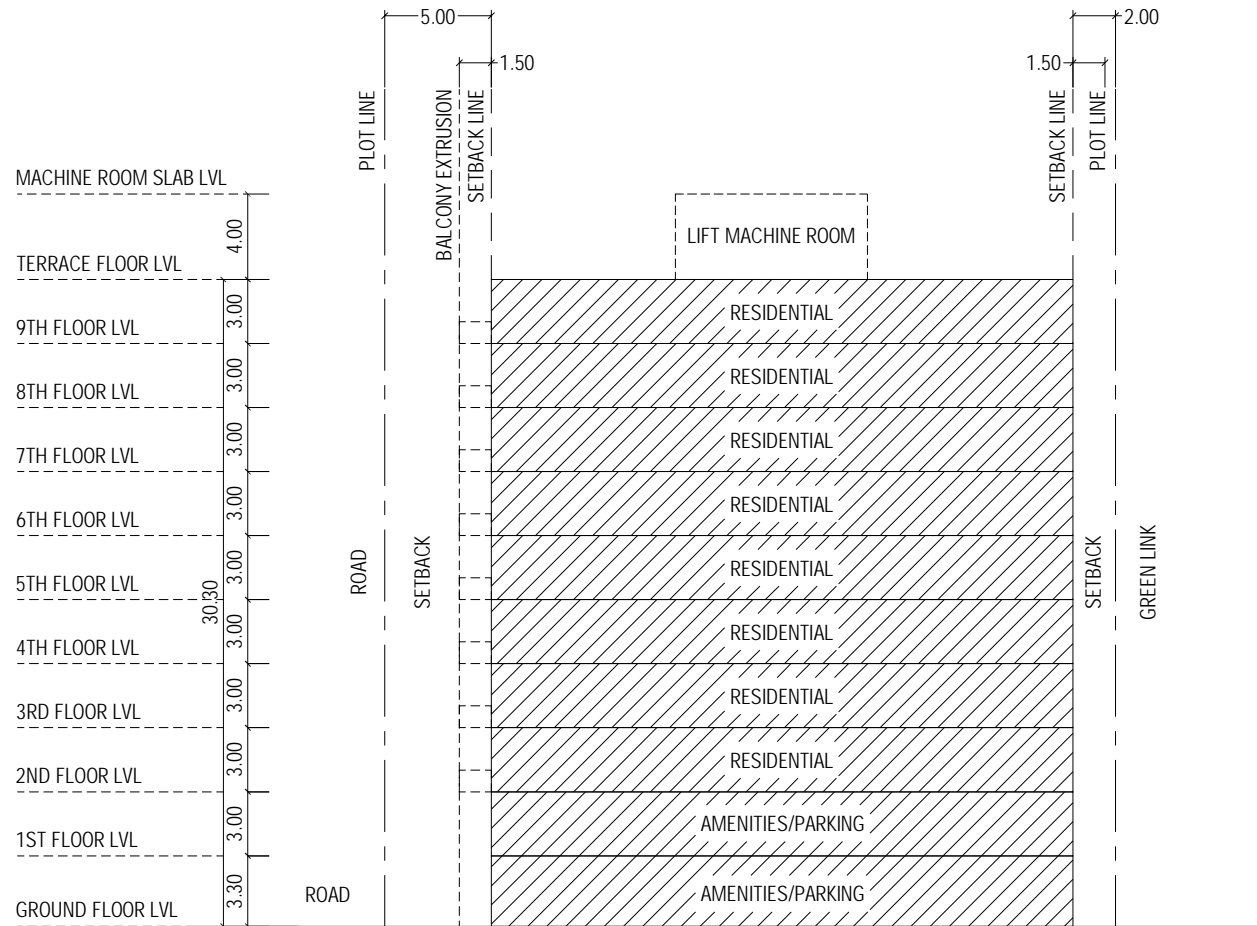 5.00
2.00
1.50
1.50
PLOT LINE
BALCONY EXTRUSION
SETBACK LINE
SETBACK LINE
PLOT LINE
MACHINE ROOM SLAB LVL
4.00
LIFT MACHINE ROOM
TERRACE FLOOR LVL
3.00
RESIDENTIAL
9TH FLOOR LVL
3.00
RESIDENTIAL
8TH FLOOR LVL
3.00
RESIDENTIAL
7TH FLOOR LVL
3.00
RESIDENTIAL
6TH FLOOR LVL
3.00
RESIDENTIAL
5TH FLOOR LVL
30.30
ROAD
SETBACK
SETBACK
GREEN LINK
3.00
RESIDENTIAL
4TH FLOOR LVL
3.00
RESIDENTIAL
3RD FLOOR LVL
3.00
RESIDENTIAL
2ND FLOOR LVL
3.00
AMENITIES/PARKING
1ST FLOOR LVL
3.30
ROAD
AMENITIES/PARKING
GROUND FLOOR LVL